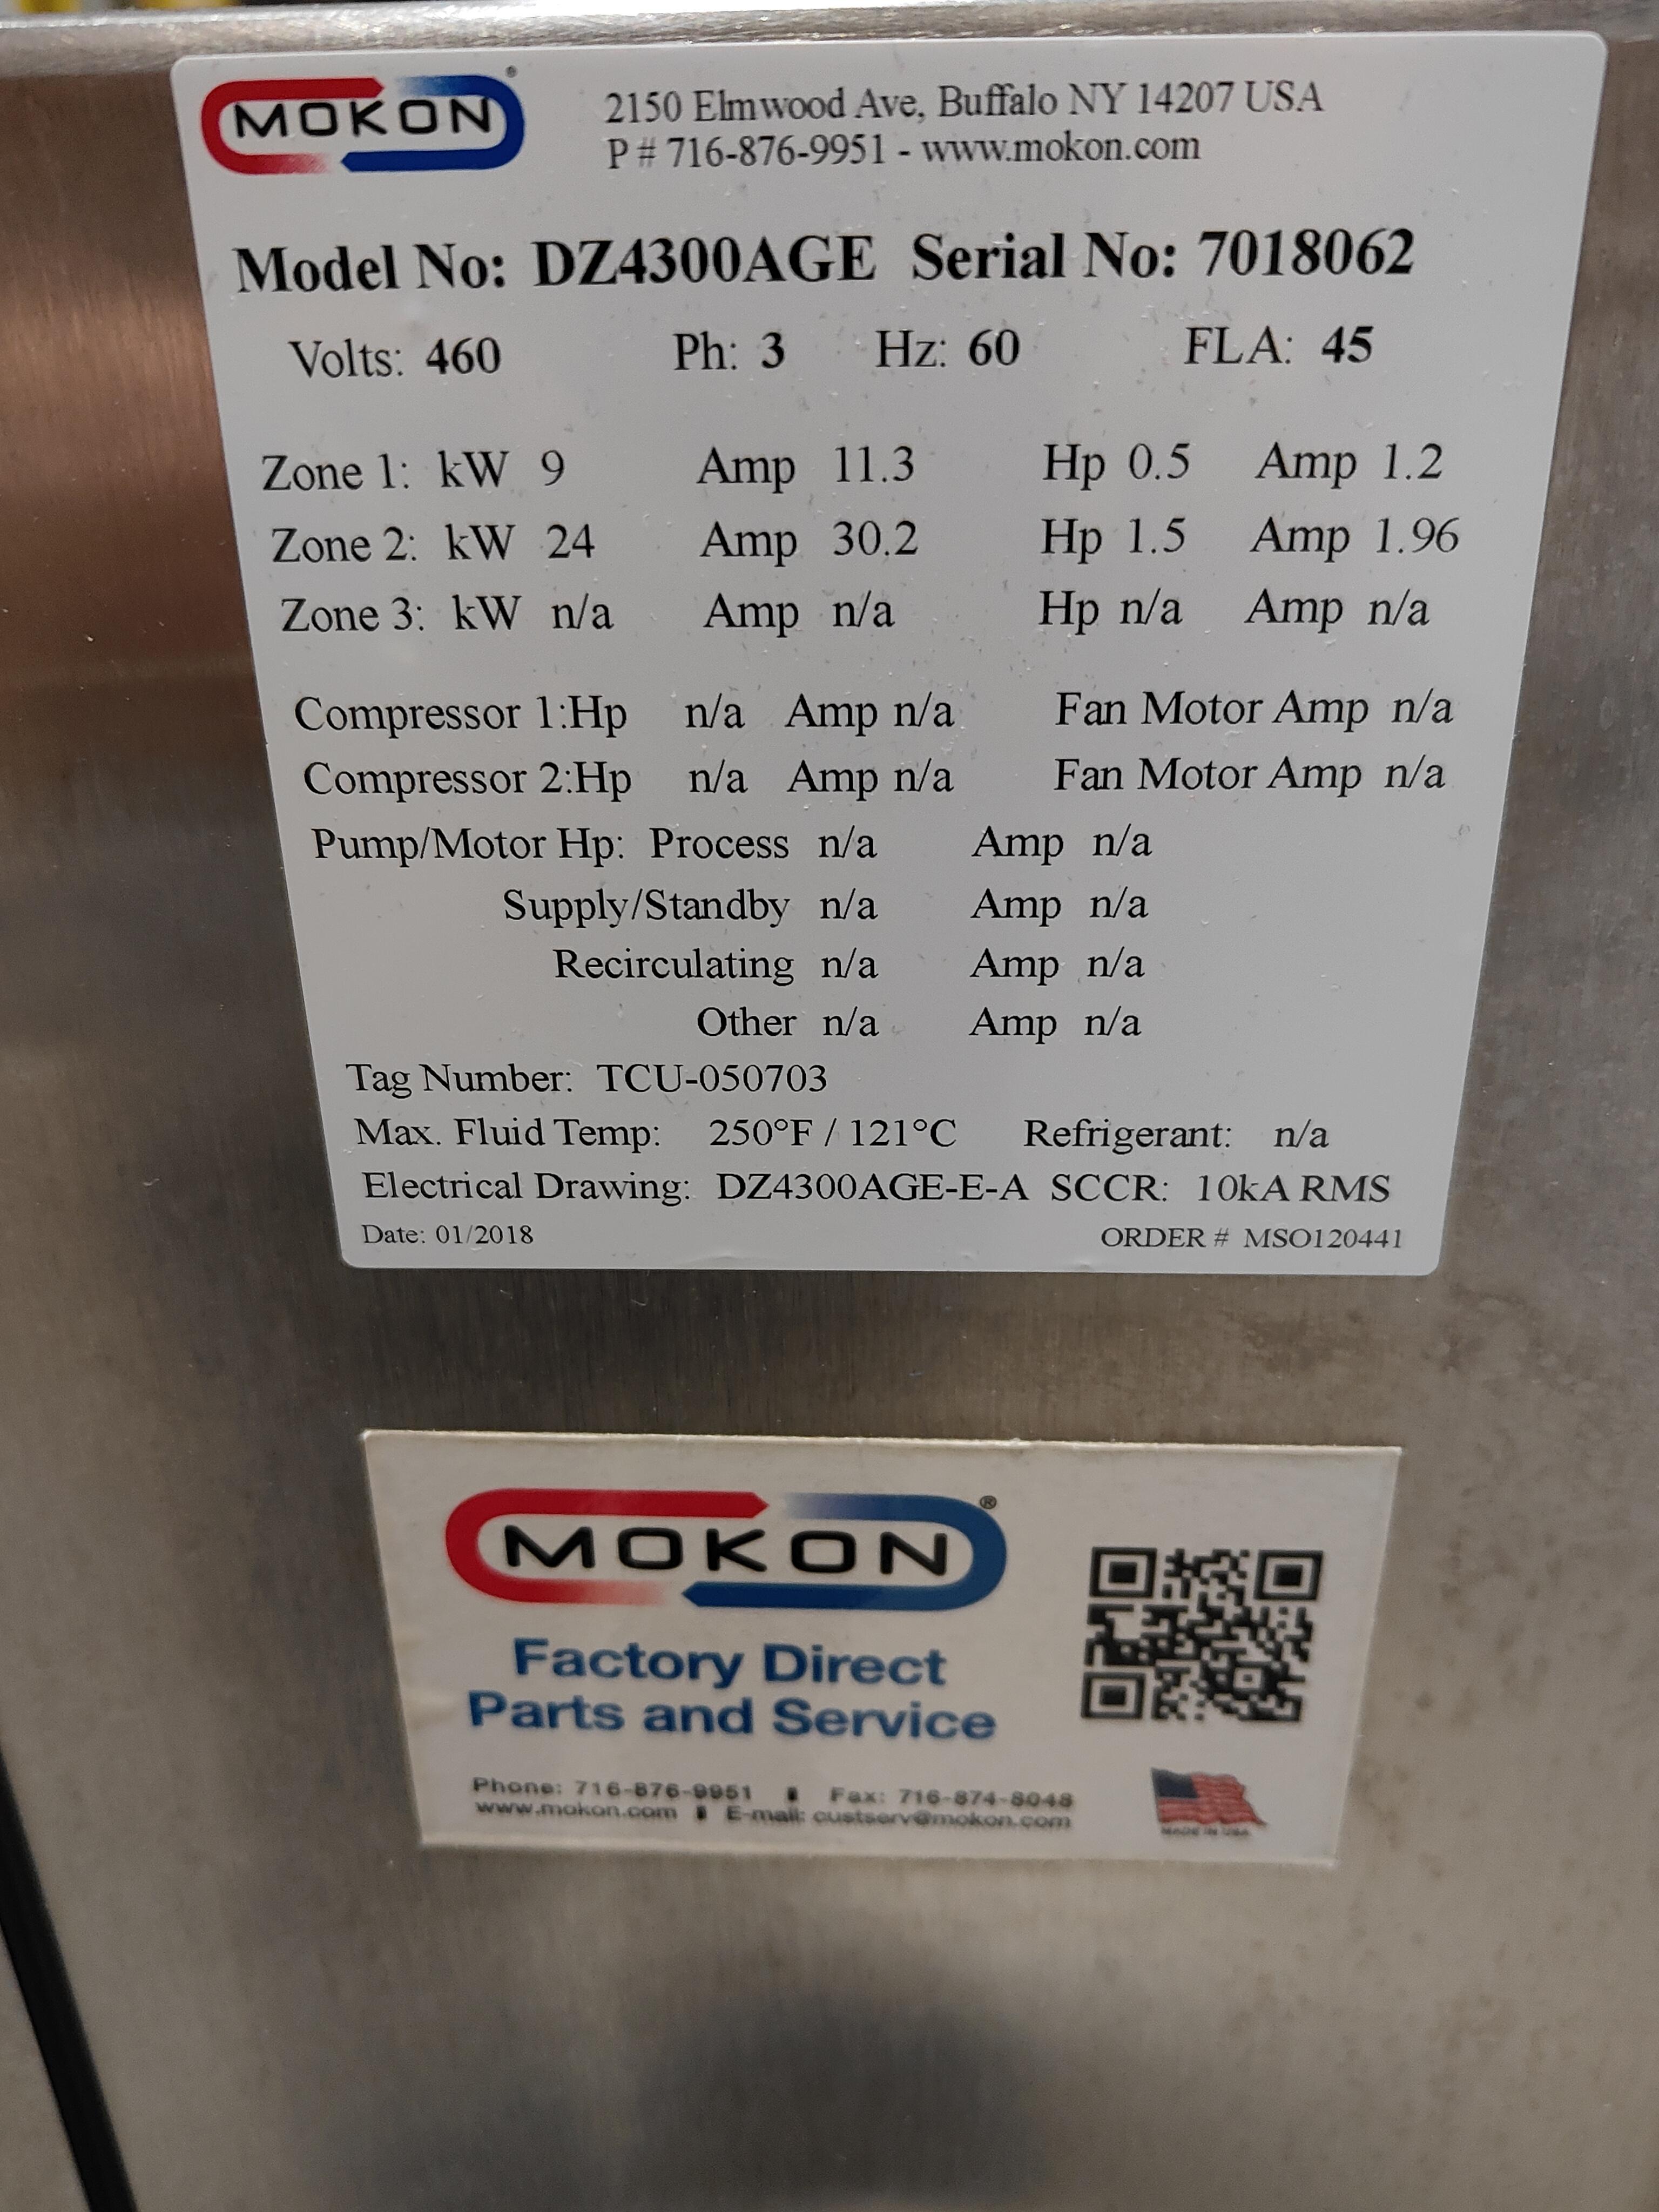 MOKON®
2150 Elmwood Ave, Buffalo NY 14207 USA
P # 716-876-9951 - www.mokon.com
Model No: DZ4300AGE Serial No: 7018062
Volts: 460 Ph: 3 Hz: 60 FLA: 45
Zone 1: kW 9 Amp 11.3 Hp 0.5 Amp 1.2
Zone 2: kW 24 Amp 30.2 Hp 1.5 Amp 1.96
Zone 3: kW n/a Amp n/a Hp n/a Amp n/a
Compressor 1:Hp n/a Amp n/a Fan Motor Amp n/a
Compressor 2:Hp n/a Amp n/a Fan Motor Amp n/a
Pump/Motor Hp: Process n/a Amp n/a
Supply/Standby n/a Amp n/a
Recirculating n/a Amp n/a
Other n/a Amp n/a
Tag Number: TCU-050703
Max. Fluid Temp: 250°F / 121°C Refrigerant: n/a
Electrical Drawing: DZ4300AGE-E-A SCCR: 10kA RMS
Date: 01/2018 ORDER # MSO120441
MOKON®
Factory Direct
Parts and Service
Phone: 716-876-9951 Fax: 716-874-8048
www.mokon.com E-mail: custserv@mokon.com
MADE IN USA